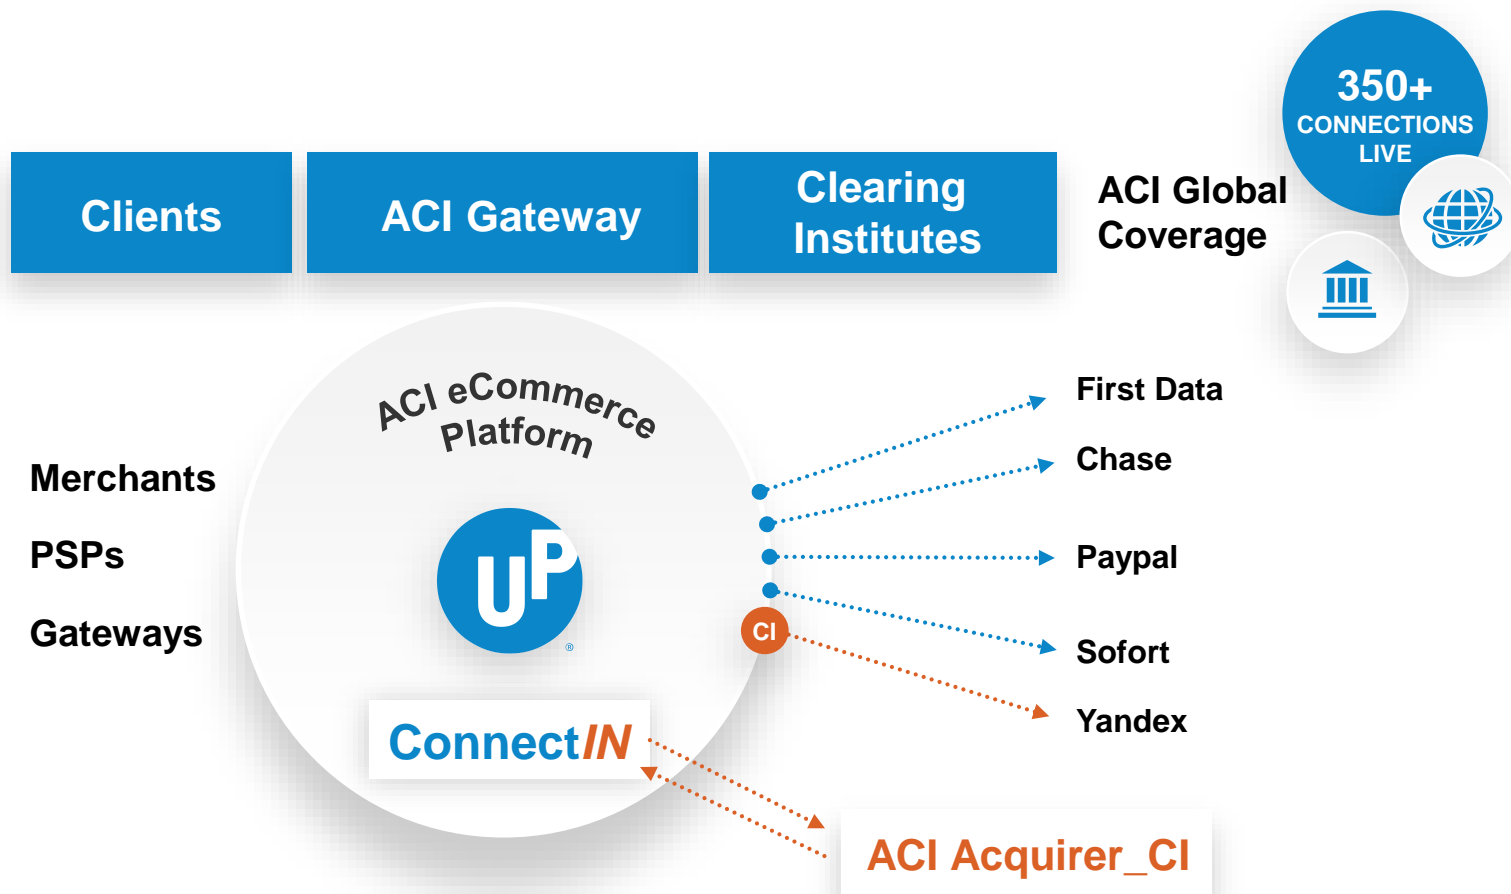 350+
CONNECTIONS
LIVE
Clients
ACI Gateway
Clearing
Institutes
ACI Global
Coverage
ACI eCommerce
Platform
Merchants
PSPs
Gateways
UP
®
CI
First Data
Chase
Paypal
Sofort
Yandex
ConnectIN
ACI Acquirer_CI